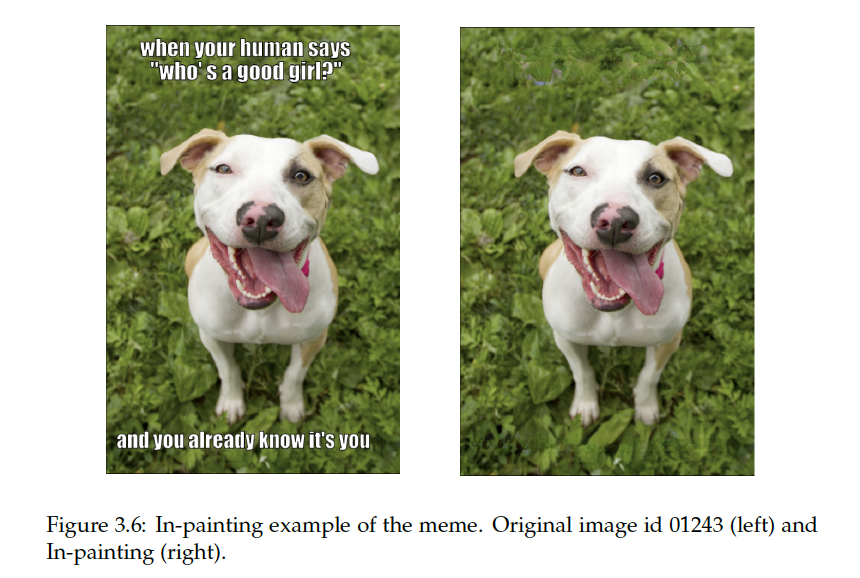 when your human says
"who' s a good girl?"
and you already know it's you
Figure 3.6: In-painting example of the meme. Original image id 01243 (left) and
In-painting (right).